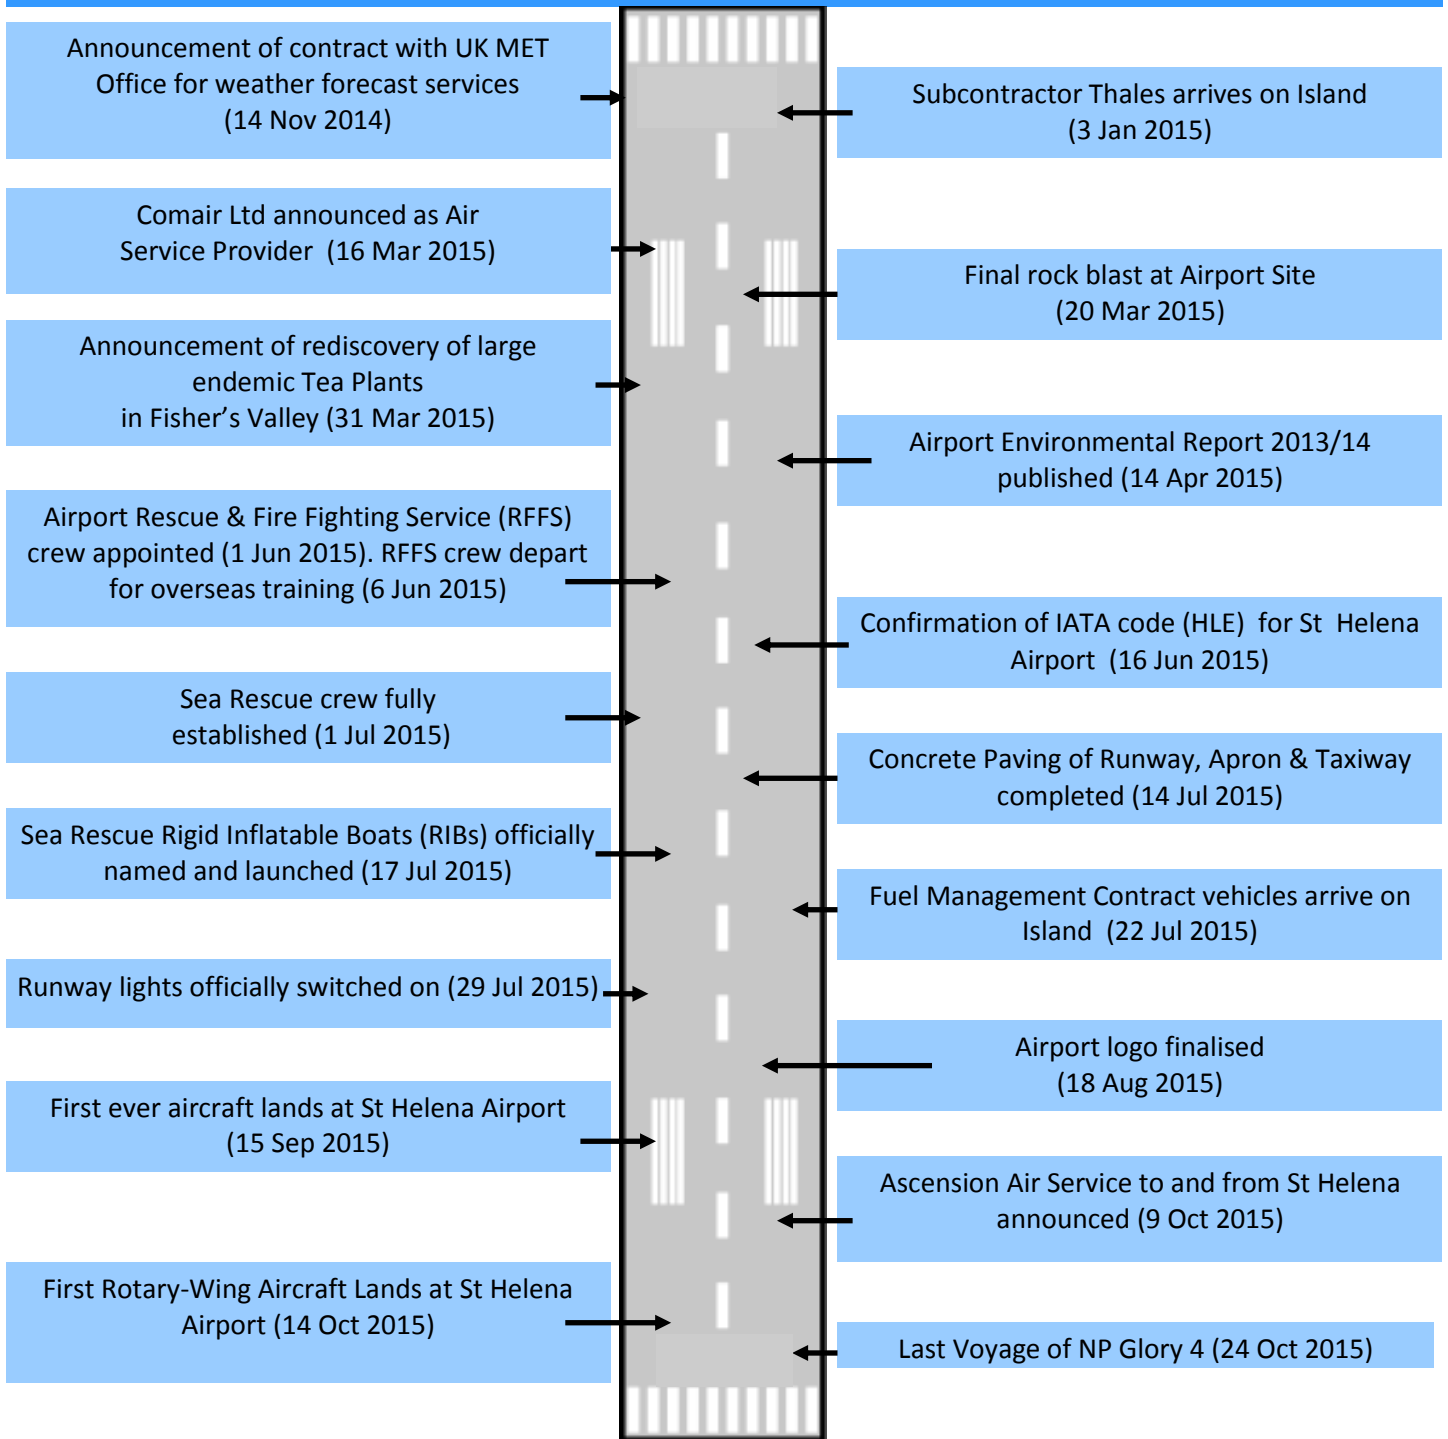 Announcement of contract with UK MET
Office for weather forecast services
(14 Nov 2014)
Subcontractor Thales arrives on Island
(3 Jan 2015)
Comair Ltd announced as Air
Service Provider (16 Mar 2015)
Final rock blast at Airport Site
(20 Mar 2015)
Announcement of rediscovery of large
endemic Tea Plants
in Fisher’s Valley (31 Mar 2015)
Airport Environmental Report 2013/14
published (14 Apr 2015)
Airport Rescue & Fire Fighting Service (RFFS)
crew appointed (1 Jun 2015). RFFS crew depart
for overseas training (6 Jun 2015)
Confirmation of IATA code (HLE) for St Helena
Airport (16 Jun 2015)
Sea Rescue crew fully
established (1 Jul 2015)
Concrete Paving of Runway, Apron & Taxiway
completed (14 Jul 2015)
Sea Rescue Rigid Inflatable Boats (RIBs) officially
named and launched (17 Jul 2015)
Fuel Management Contract vehicles arrive on
Island (22 Jul 2015)
Runway lights officially switched on (29 Jul 2015)
Airport logo finalised
(18 Aug 2015)
First ever aircraft lands at St Helena Airport
(15 Sep 2015)
Ascension Air Service to and from St Helena
announced (9 Oct 2015)
First Rotary-Wing Aircraft Lands at St Helena
Airport (14 Oct 2015)
Last Voyage of NP Glory 4 (24 Oct 2015)